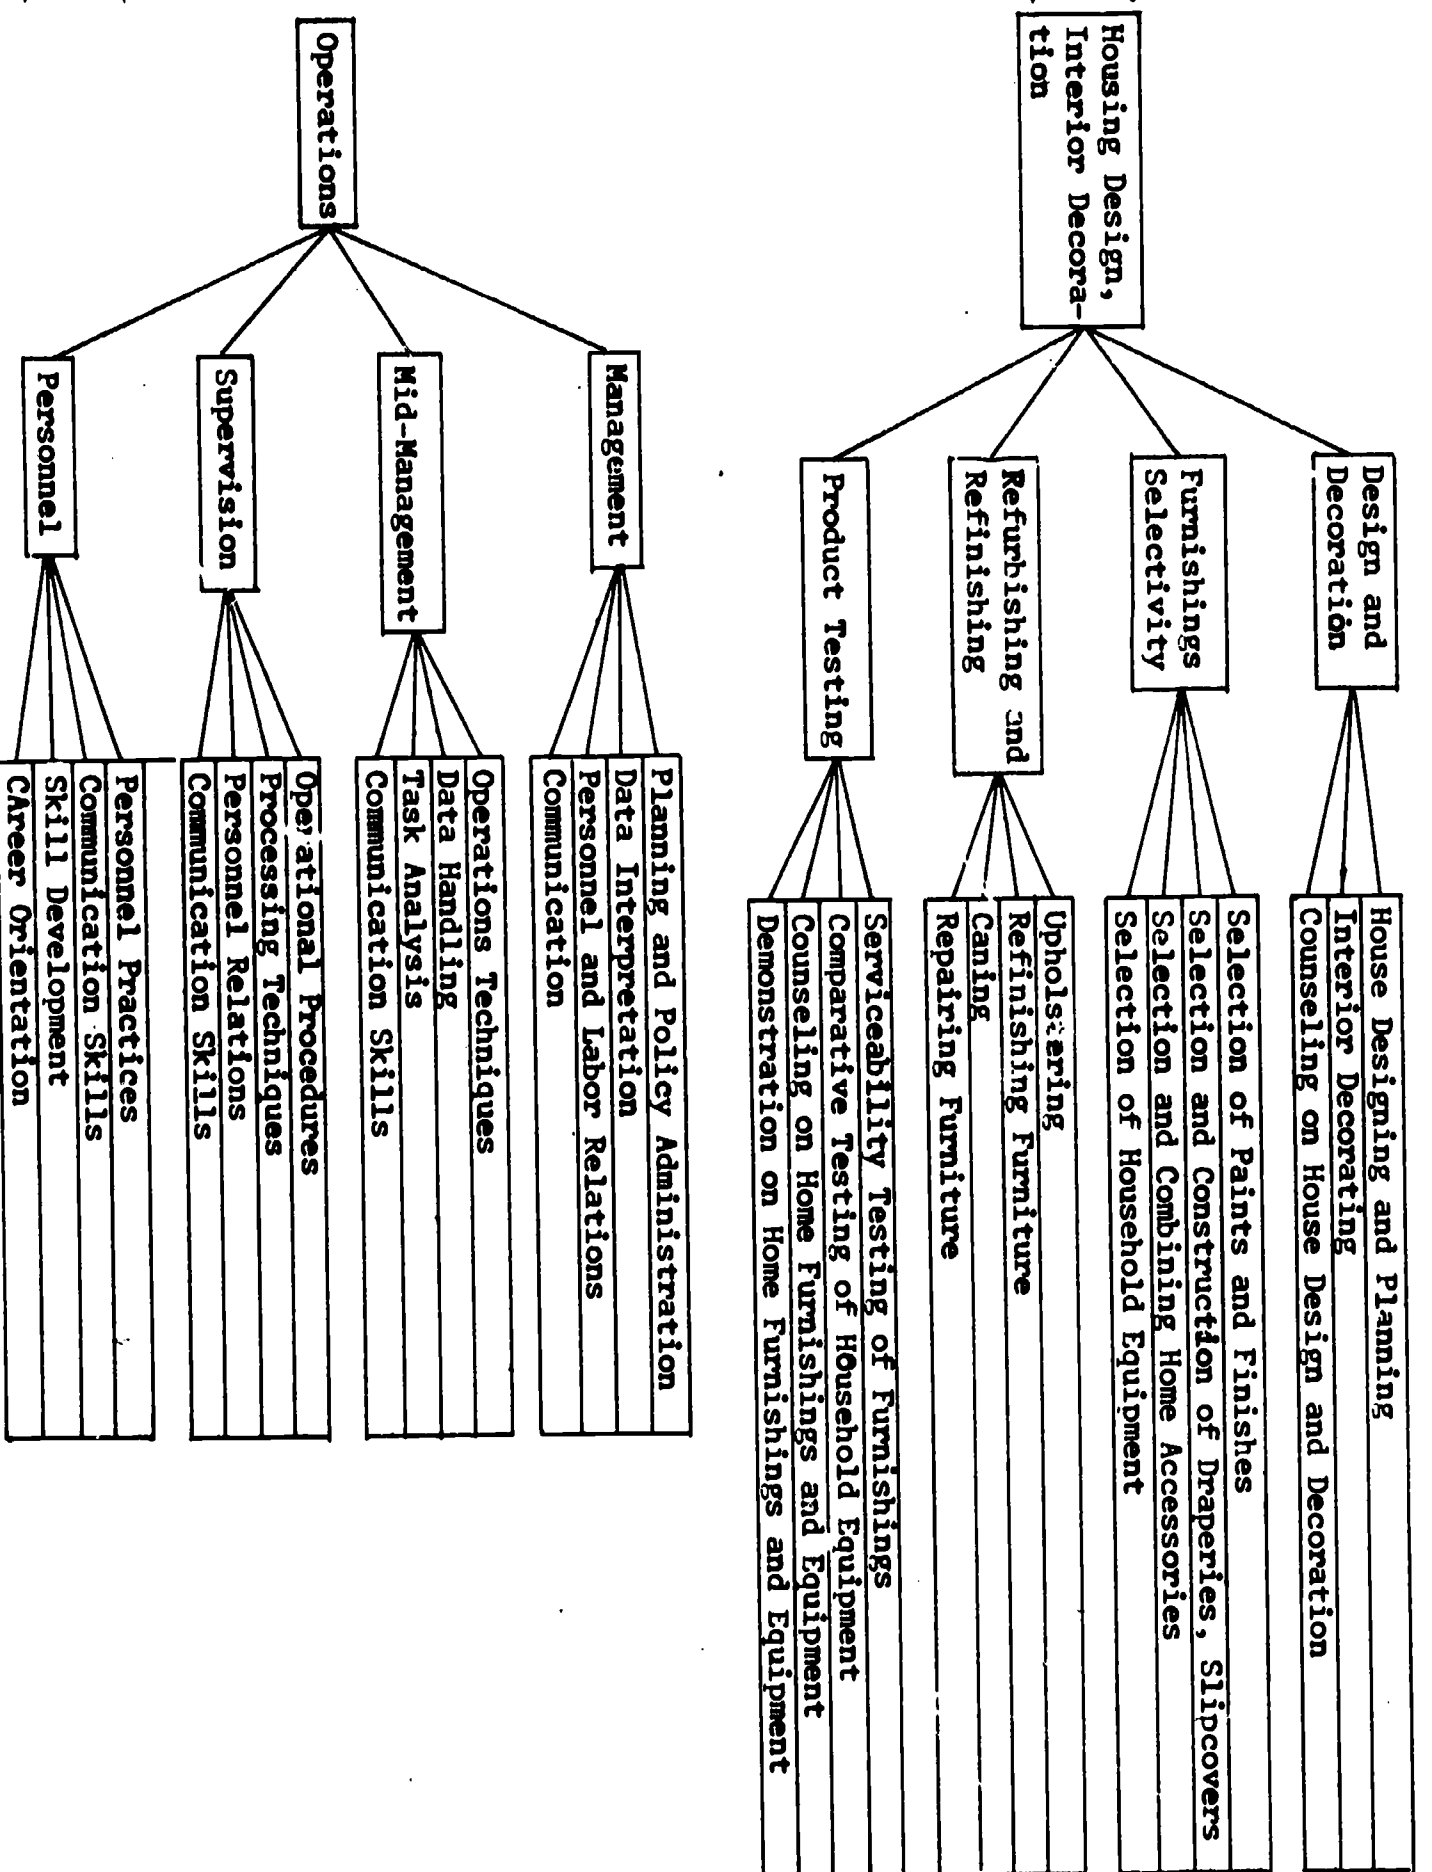 Housing Design,
Interior Decora-
tion
Design and
Decoration
House Designing and Planning
Interior Decorating
Counseling on House Design and Decoration
Furnishings
Selectivity
Selection of Paints and Finishes
Selection and Construction of Draperies, Slipcovers
Selection and Combining Home Accessories
Selection of Household Equipment
Refurbishing and
Refinishing
Upholstering
Refinishing Furniture
Caning
Repairing Furniture
Product Testing
Serviceability Testing of Furnishings
Comparative Testing of Household Equipment
Counseling on Home Furnishings and Equipment
Demonstration on Home Furnishings and Equipment
Operations
Management
Planning and Policy Administration
Data Interpretation
Personnel and Labor Relations
Communication
Mid-Management
Operations Techniques
Data Handling
Task Analysis
Communication Skills
Supervision
Operational Procedures
Processing Techniques
Personnel Relations
Communication Skills
Personnel
Personnel Practices
Communication Skills
Skill Development
CAreer Orientation